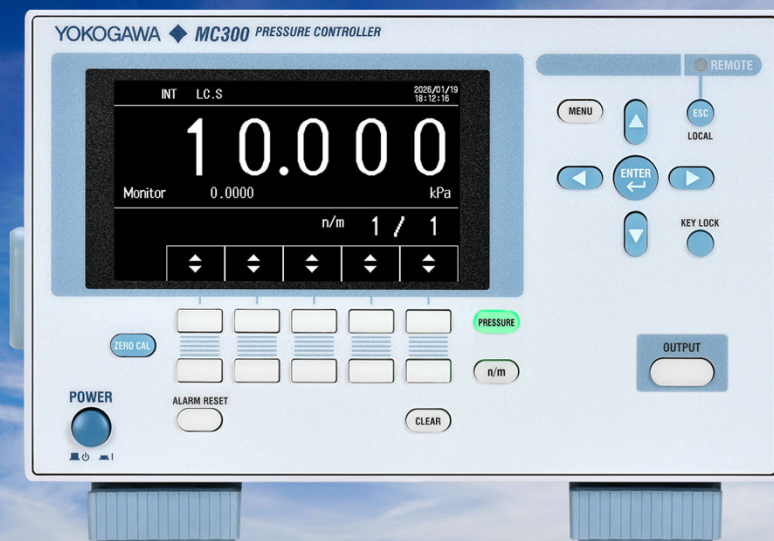 YOKOGAWA ◆ MC300 PRESSURE CONTROLLER
REMOTE
INT LC.S 2026/01/19
18:12:16
10.000
Monitor 0.0000 kPa
n/m 1 / 1
MENU
ESC
LOCAL
ENTER
KEY LOCK
PRESSURE
ZERO CAL
n/m
OUTPUT
POWER
ALARM RESET
CLEAR